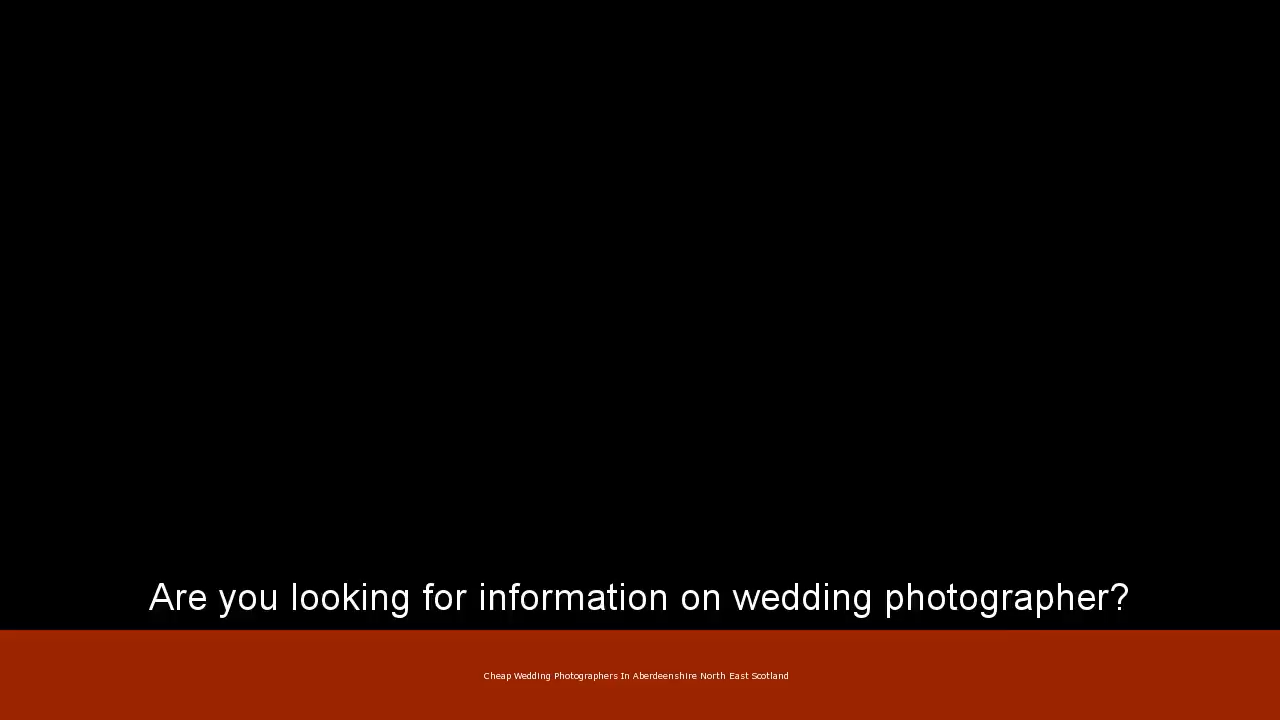 Are you looking for information on wedding photographer?
Cheap Wedding Photographers In Aberdeenshire North East Scotland